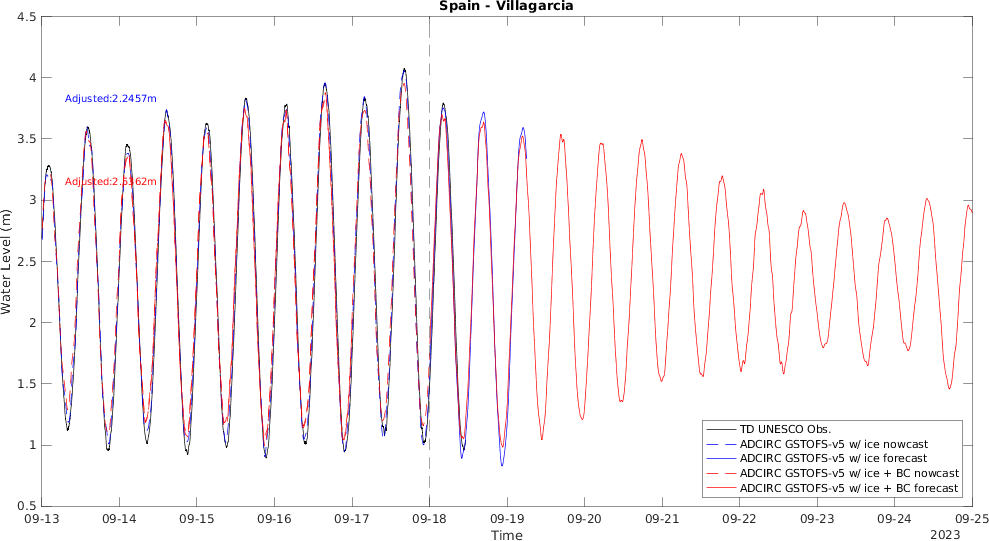 Spain - Villagarcia
4.5
4
3.5
3
2.5
2
1.5
1
0.5
Water Level (m)
Adjusted:2.2457m
Adjusted:2.5362m
TD UNESCO Obs.
ADCIRC GSTOFS-v5 w/ ice nowcast
ADCIRC GSTOFS-v5 w/ ice forecast
ADCIRC GSTOFS-v5 w/ ice + BC nowcast
ADCIRC GSTOFS-v5 w/ ice + BC forecast
09-13 09-14 09-15 09-16 09-17 09-18 09-19 09-20 09-21 09-22 09-23 09-24 09-25
Time
2023